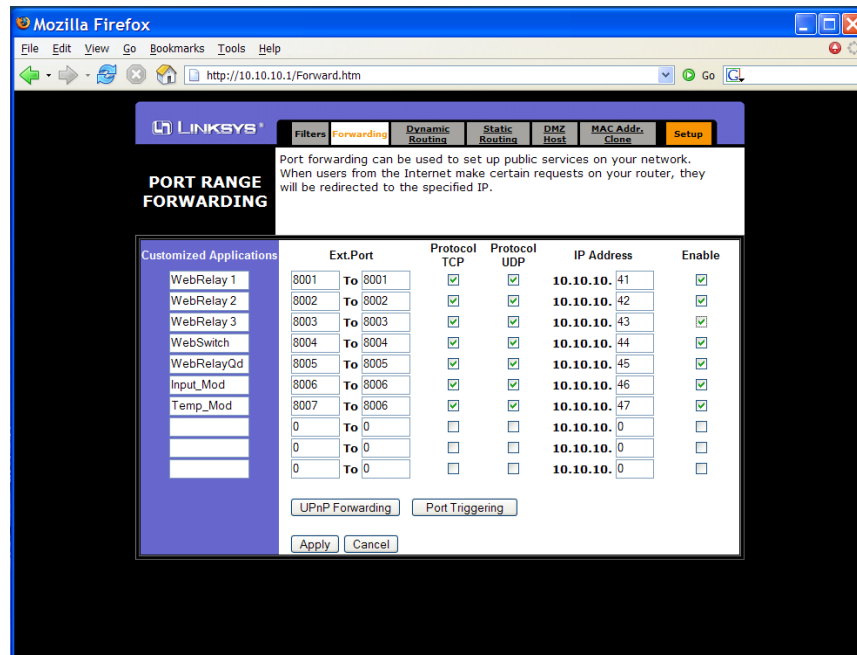 Mozilla Firefox
File Edit View Go Bookmarks Tools Help
http://10.10.10.1/Forward.htm Go G
LINKSYS®
Filters Forwarding Dynamic Routing Static Routing DMZ Host MAC Addr. Clone Setup
PORT RANGE FORWARDING
Port forwarding can be used to set up public services on your network.
When users from the Internet make certain requests on your router, they
will be redirected to the specified IP.
Customized Applications Ext.Port Protocol TCP Protocol UDP IP Address Enable
WebRelay 1 8001 To 8001 10.10.10. 41
WebRelay 2 8002 To 8002 10.10.10. 42
WebRelay 3 8003 To 8003 10.10.10. 43
WebSwitch 8004 To 8004 10.10.10. 44
WebRelayQd 8005 To 8005 10.10.10. 45
Input_Mod 8006 To 8006 10.10.10. 46
Temp_Mod 8007 To 8006 10.10.10. 47
0 To 0 10.10.10. 0
0 To 0 10.10.10. 0
0 To 0 10.10.10. 0
UPnP Forwarding Port Triggering
Apply Cancel